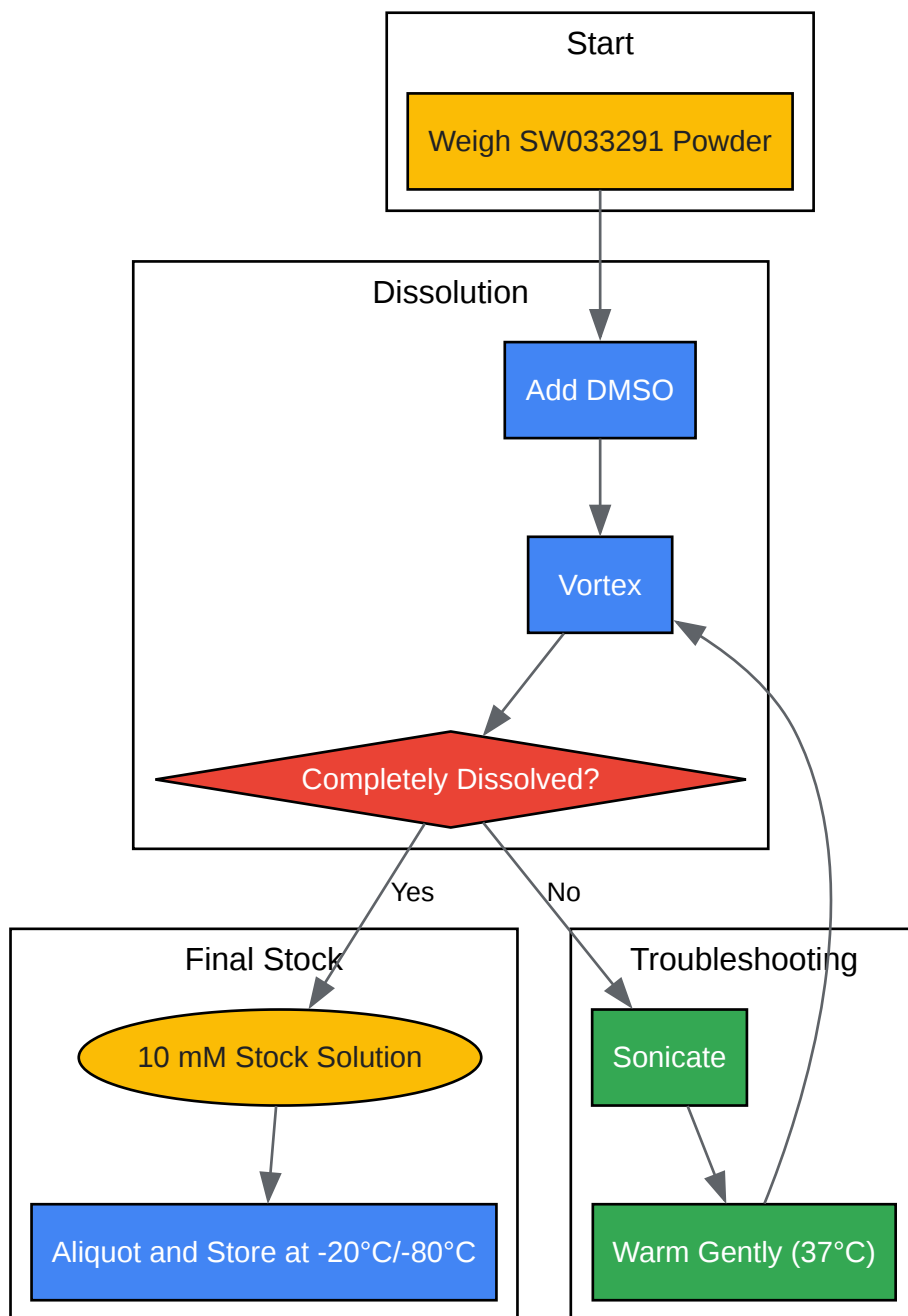 Start
Weigh SW033291 Powder
Dissolution
Add DMSO
Vortex
Completely Dissolved?
Yes
No
Final Stock
10 mM Stock Solution
Aliquot and Store at -20°C/-80°C
Troubleshooting
Sonicate
Warm Gently (37°C)